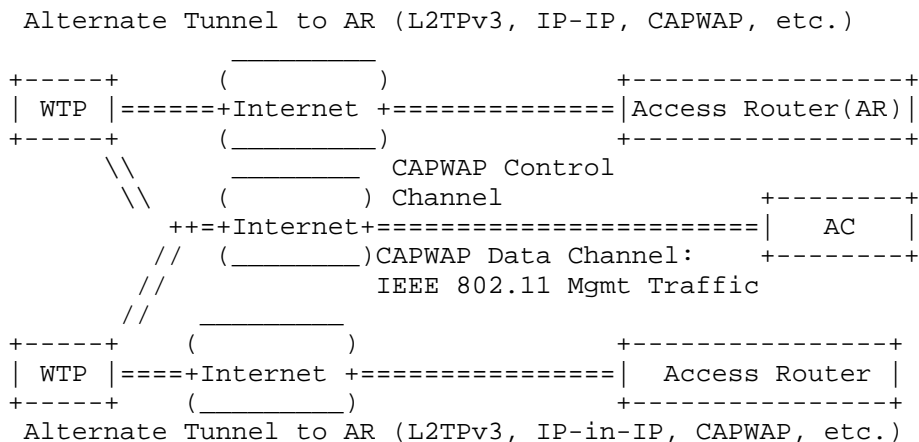 Alternate Tunnel to AR (L2TPv3, IP-IP, CAPWAP, etc.)
WTP Internet Access Router(AR)
CAPWAP Control
Channel
Internet AC
CAPWAP Data Channel:
IEEE 802.11 Mgmt Traffic
WTP Internet Access Router
Alternate Tunnel to AR (L2TPv3, IP-in-IP, CAPWAP, etc.)